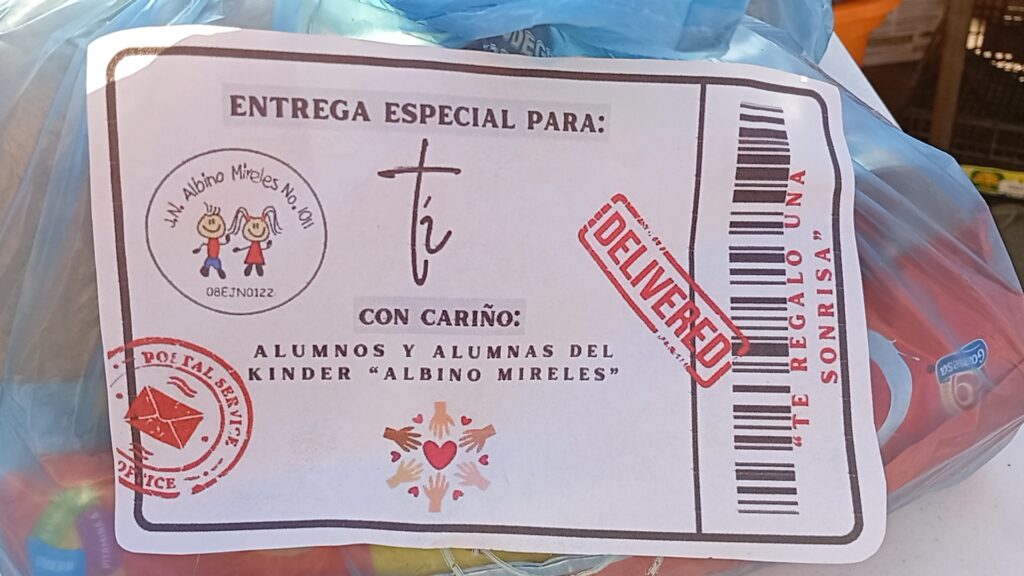 ENTREGA ESPECIAL PARA:
tí
J.N. Albino Mireles No. 1011
08EJN0122
CON CARIÑO:
ALUMNOS Y ALUMNAS DEL
KINDER “ALBINO MIRELES”
POSTAL SERVICE
OFFICE
DELIVERED
“TE REGALO UNA
SONRISA”